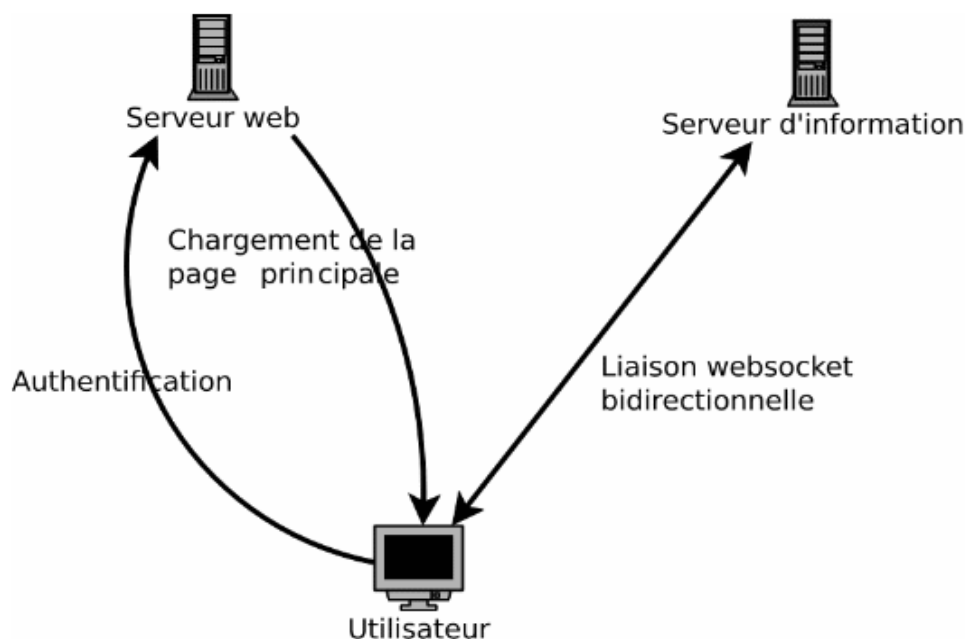 Serveur web
Serveur d'information
Chargement de la
page principale
Authentification
Liaison websocket
bidirectionnelle
Utilisateur